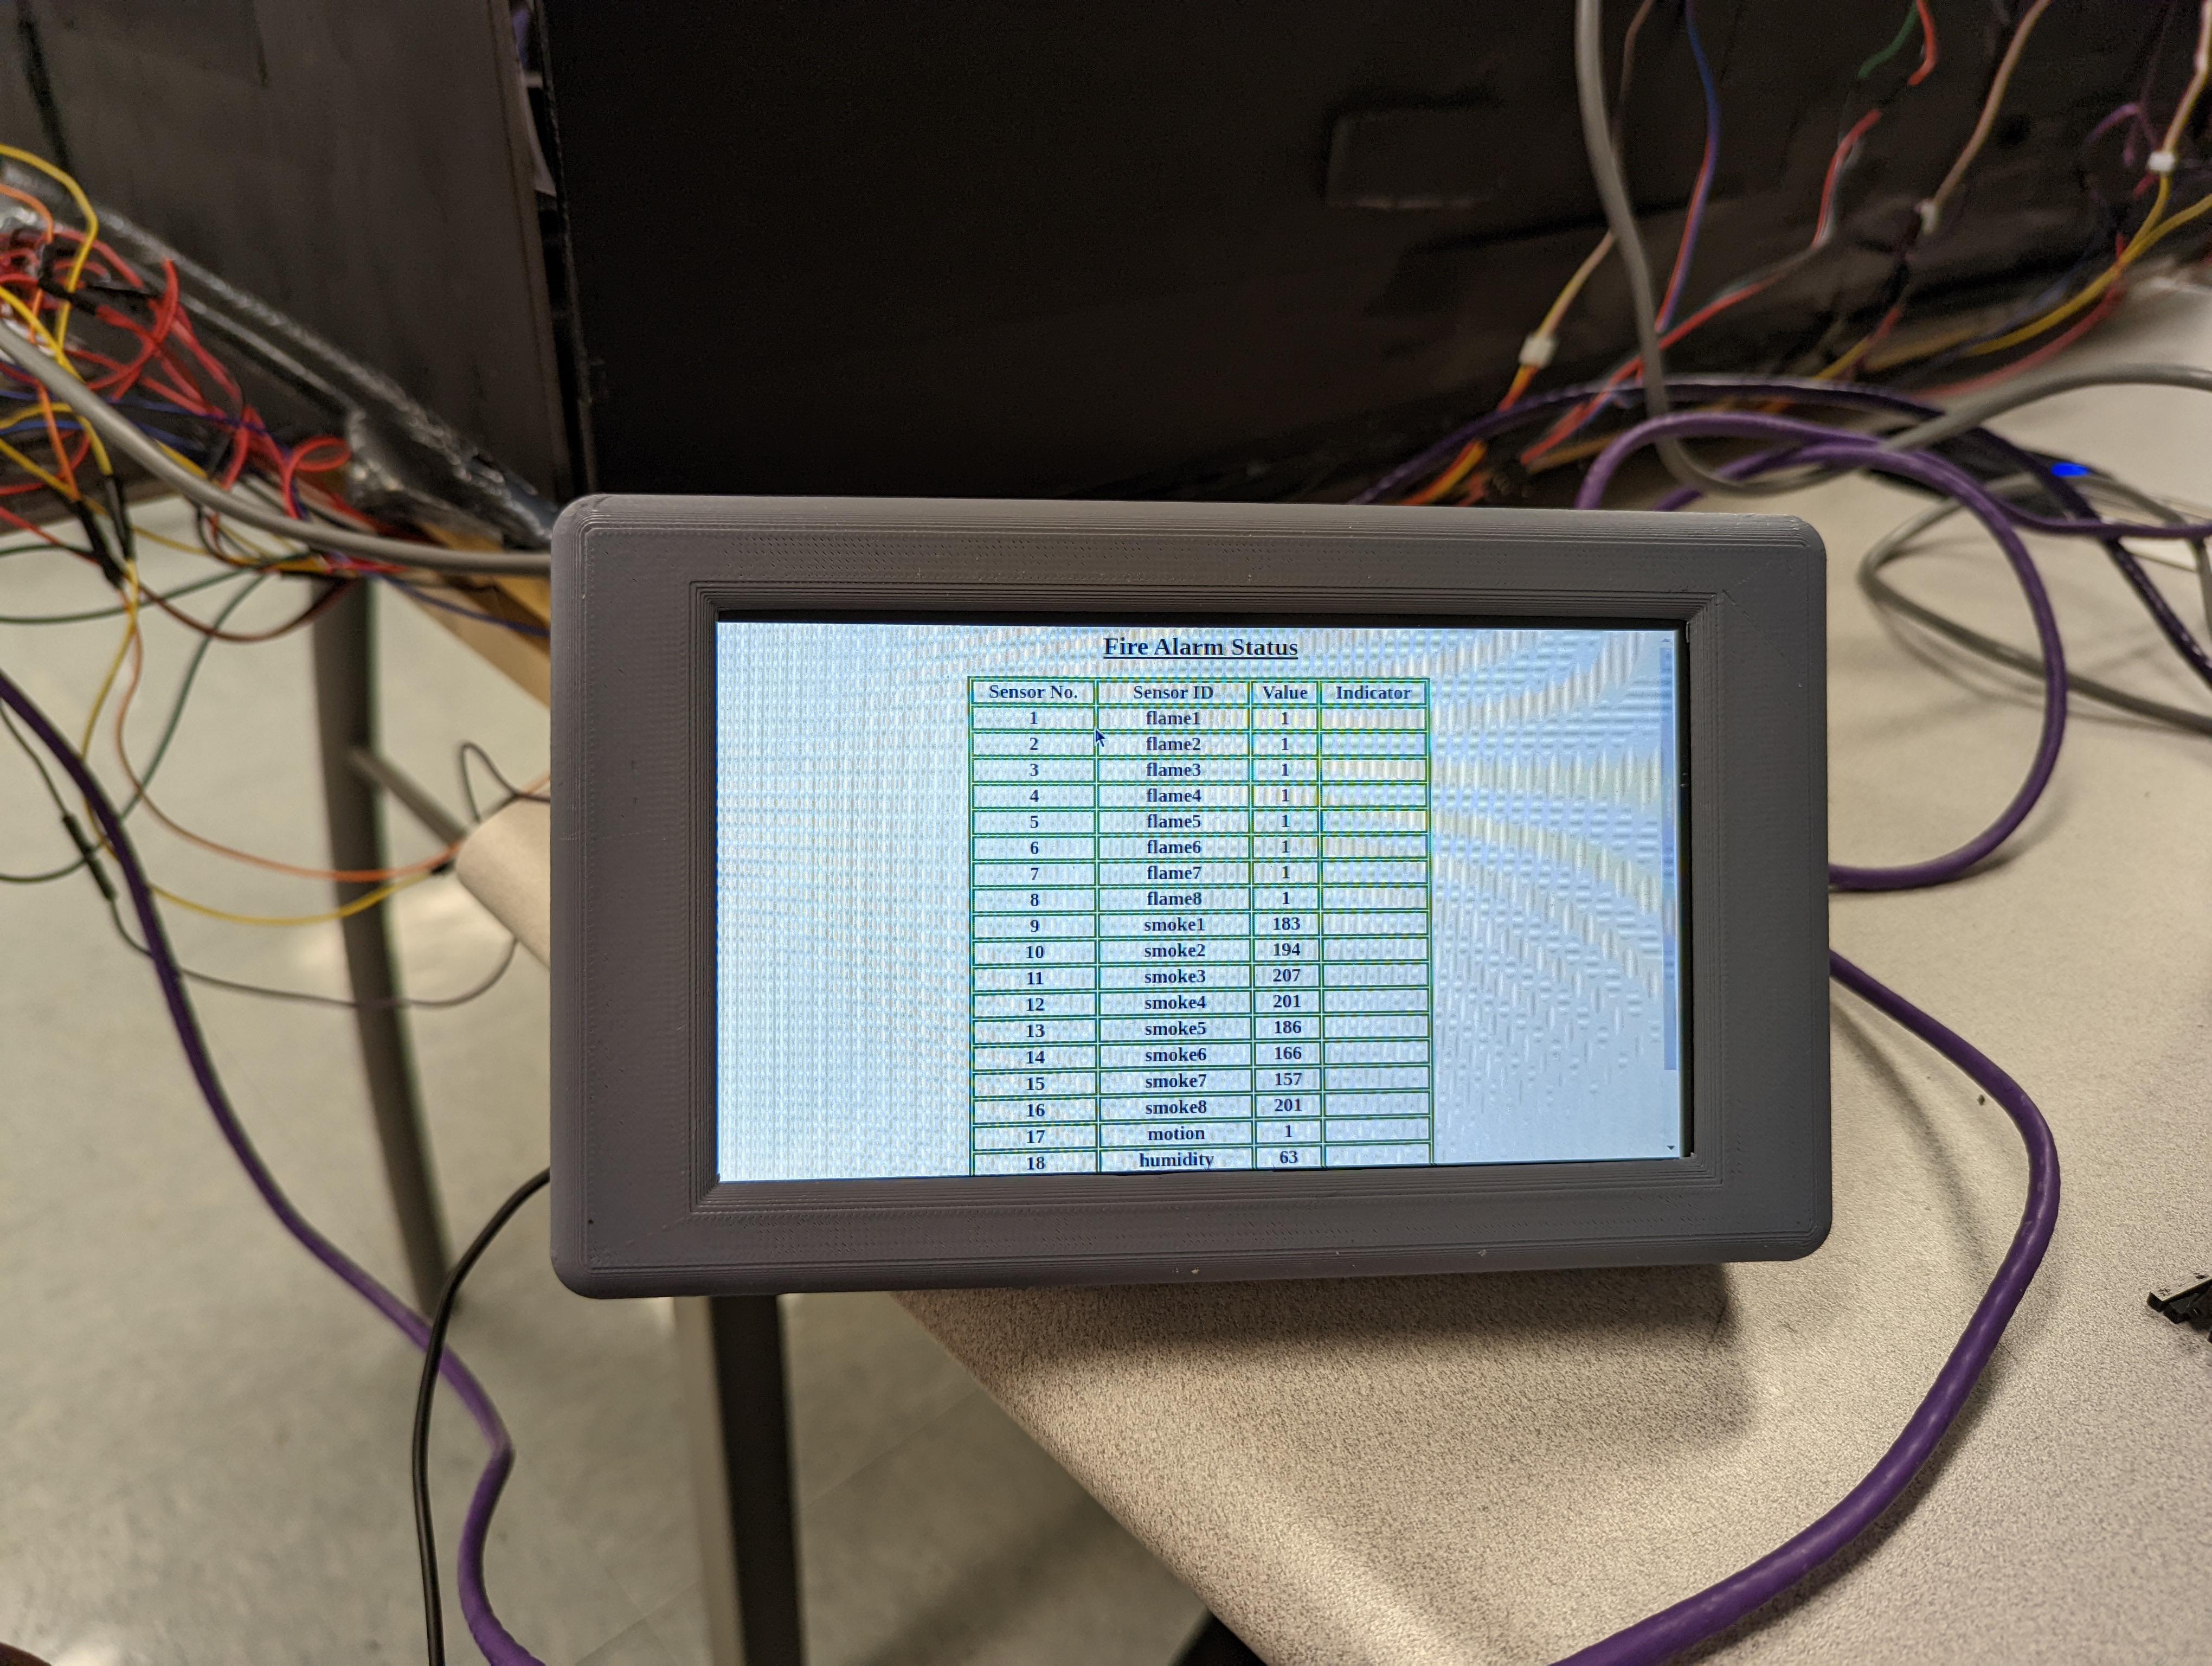 Fire Alarm Status
Sensor No. Sensor ID Value Indicator
1 flame1 1
2 flame2 1
3 flame3 1
4 flame4 1
5 flame5 1
6 flame6 1
7 flame7 1
8 flame8 1
9 smoke1 183
10 smoke2 194
11 smoke3 207
12 smoke4 201
13 smoke5 186
14 smoke6 166
15 smoke7 157
16 smoke8 201
17 motion 1
18 humidity 63